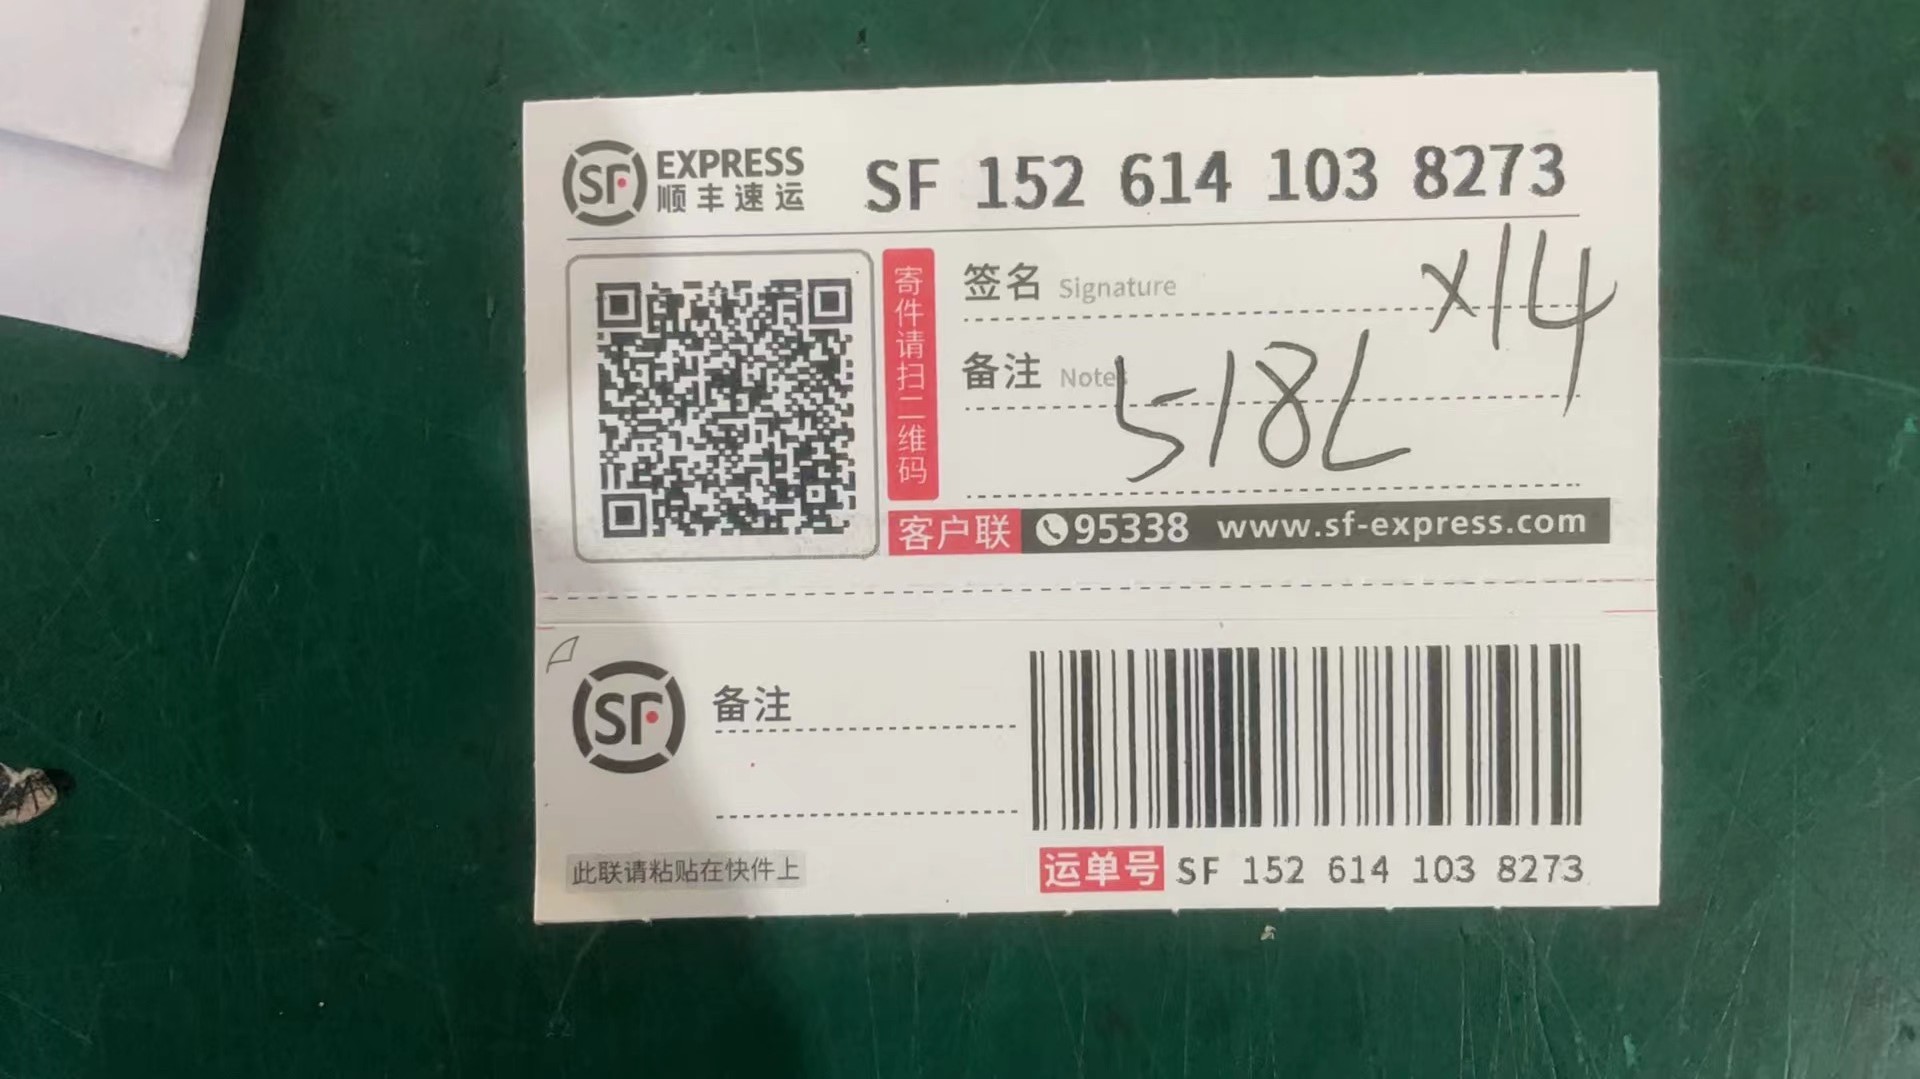 SF EXPRESS
顺丰速运
SF 152 614 103 8273
寄件请扫二维码
签名 Signature
x14
备注 Notes
518L
客户联 95338 www.sf-express.com
SF
备注
此联请粘贴在快件上
运单号 SF 152 614 103 8273